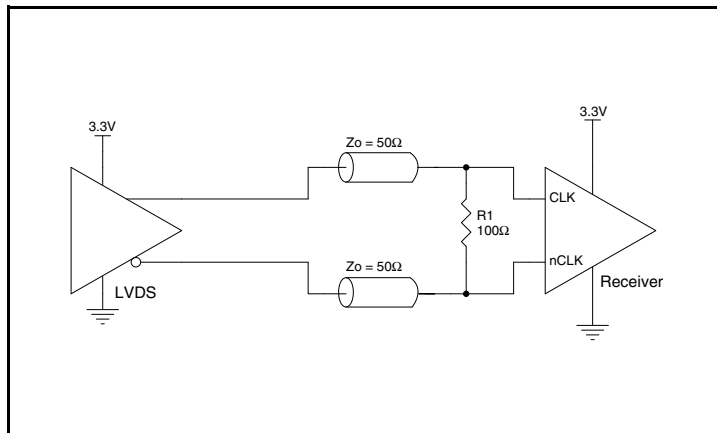 3.3V
3.3V
Zo = 50Ω
CLK
R1
100Ω
Zo = 50Ω
nCLK
LVDS
Receiver